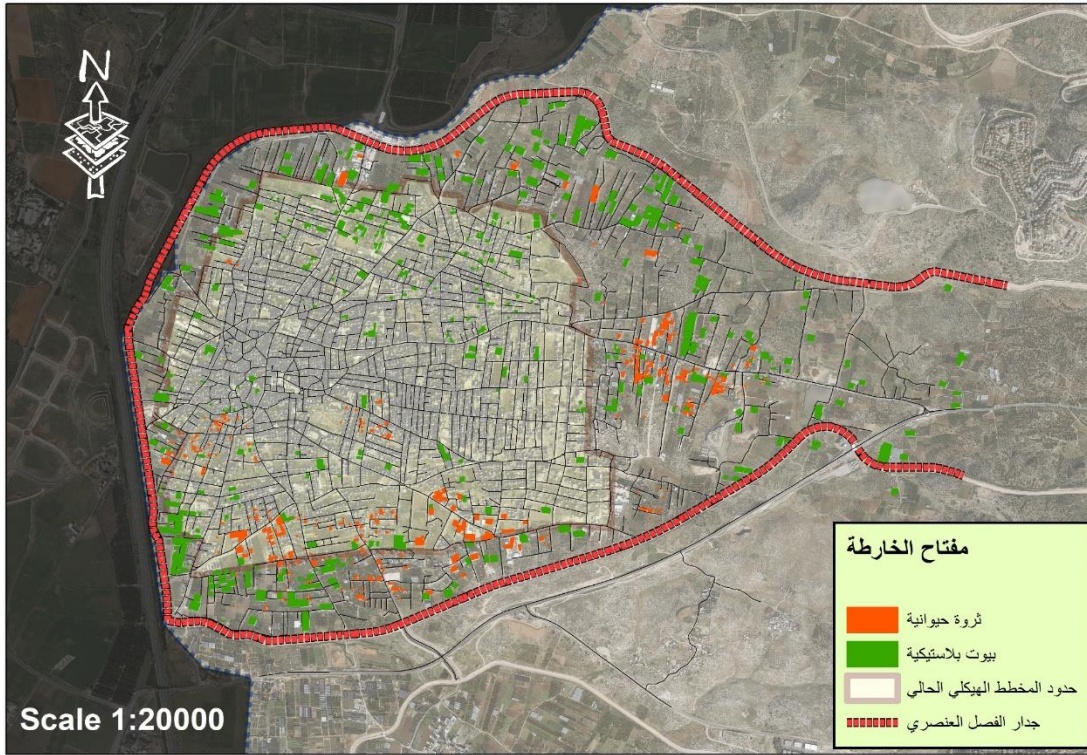 N
مفتاح الخارطة
ثروة حيوانية
بيوت بلاستيكية
حدود المخطط الهيكلي الحالي
جدار الفصل العنصري
Scale 1:20000